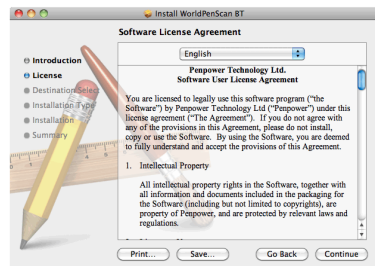 Install WorldPenScan BT
Software License Agreement
Introduction
License
Destination Select
Installation Type
Installation
Summary
English
Penpower Technology Ltd.
Software User License Agreement
You are licensed to legally use this software program ("the
Software") by Penpower Technology Ltd ("Penpower") under this
license agreement ("The Agreement"). If you do not agree with
any of the provisions in this Agreement, please do not install,
copy or use the Software. By using the Software, you are deemed
to fully understand and accept the provisions of this Agreement.
1. Intellectual Property
All intellectual property rights in the Software, together with
all information and documents included in the packaging for
the Software (including but not limited to copyrights), are
property of Penpower, and are protected by relevant laws and
regulations.
Print...
Save...
Go Back
Continue